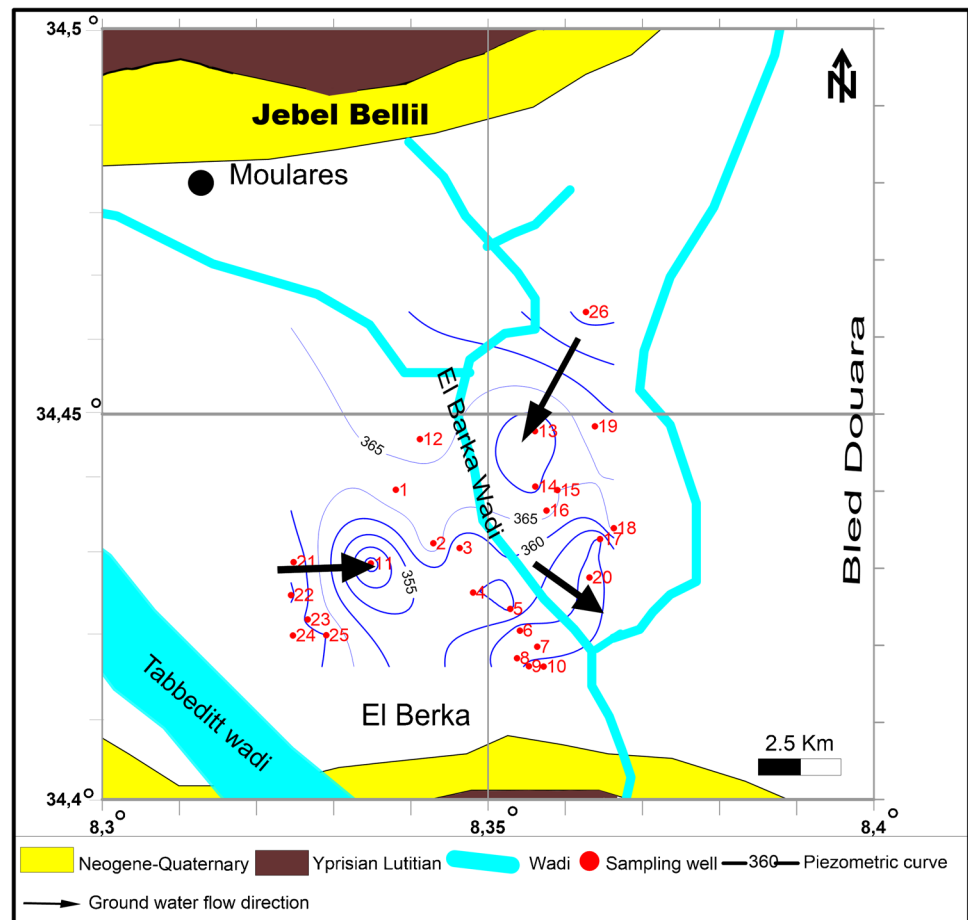 34,5°
N
Jebel Bellil
Moulares
26
Bled Douara
El Barka Wadi
34,45
13
19
12
365
14
15
1
16
365
18
2
3
360
17
21
11
355
20
22
4
5
23
6
24
25
7
8
9
10
Tabbeditt wadi
El Berka
2.5 Km
34,4°
8,3°
8,35°
8,4°
Neogene-Quaternary
Yprisian Lutitian
Wadi
Sampling well
360
Piezometric curve
Ground water flow direction